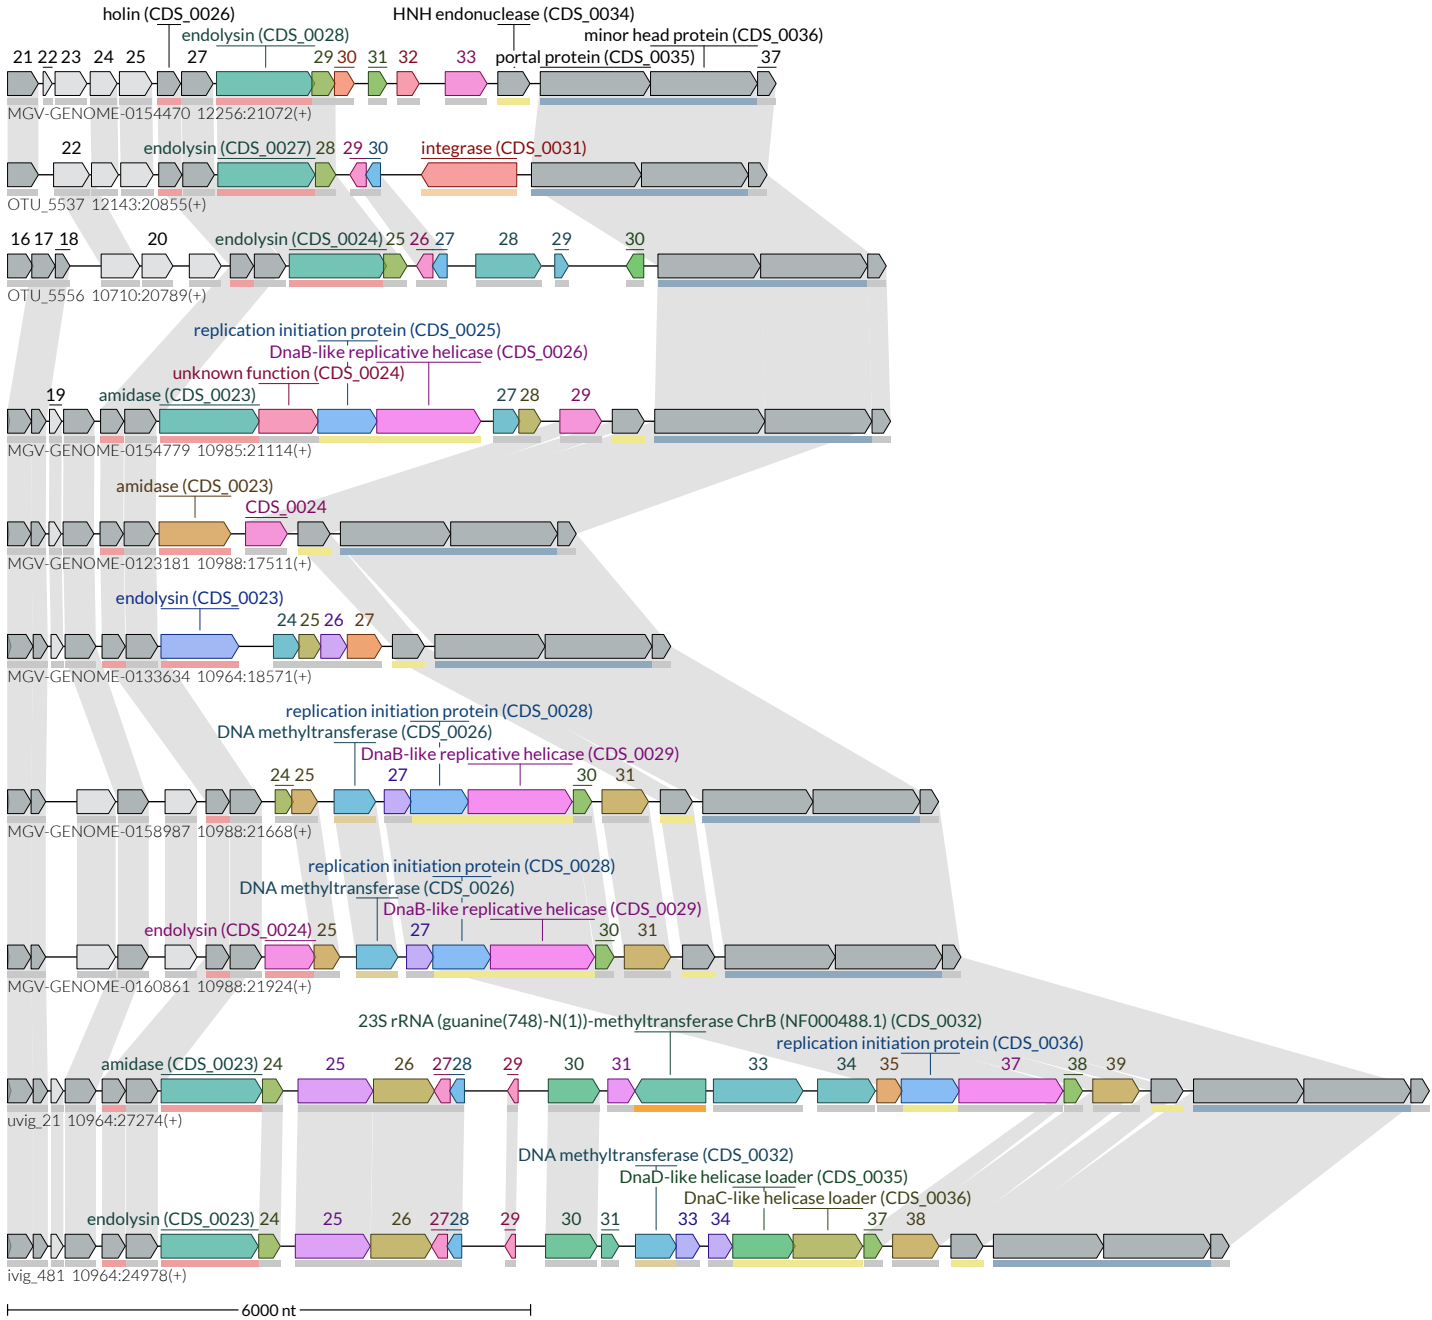 holin (CDS_0026) HNH endonuclease (CDS_0034)
endolysin (CDS_0028) minor head protein (CDS_0036)
21 22 23 24 25 27 29 30 31 32 33 portal protein (CDS_0035) 37
MGV-GENOME-0154470 12256:21072(+)
22 endolysin (CDS_0027) 28 29 30 integrase (CDS_0031)
OTU_5537 12143:20855(+)
16 17 18 20 endolysin (CDS_0024) 25 26 27 28 29 30
OTU_5556 10710:20789(+)
replication initiation protein (CDS_0025)
DnaB-like replicative helicase (CDS_0026)
unknown function (CDS_0024)
19 amidase (CDS_0023) 27 28 29
MGV-GENOME-0154779 10985:21114(+)
amidase (CDS_0023)
CDS_0024
MGV-GENOME-0123181 10988:17511(+)
endolysin (CDS_0023)
24 25 26 27
MGV-GENOME-0133634 10964:18571(+)
replication initiation protein (CDS_0028)
DNA methyltransferase (CDS_0026)
DnaB-like replicative helicase (CDS_0029)
24 25 27 30 31
MGV-GENOME-0158987 10988:21668(+)
replication initiation protein (CDS_0028)
DNA methyltransferase (CDS_0026)
DnaB-like replicative helicase (CDS_0029)
endolysin (CDS_0024) 25 27 30 31
MGV-GENOME-0160861 10988:21924(+)
23S rRNA (guanine(748)-N(1))-methyltransferase ChrB (NF000488.1) (CDS_0032)
replication initiation protein (CDS_0036)
amidase (CDS_0023) 24 25 26 27 28 29 30 31 33 34 35 37 38 39
uvig_21 10964:27274(+)
DNA methyltransferase (CDS_0032)
DnaD-like helicase loader (CDS_0035)
DnaC-like helicase loader (CDS_0036)
endolysin (CDS_0023) 24 25 26 27 28 29 30 31 33 34 37 38
ivig_481 10964:24978(+)
6000 nt